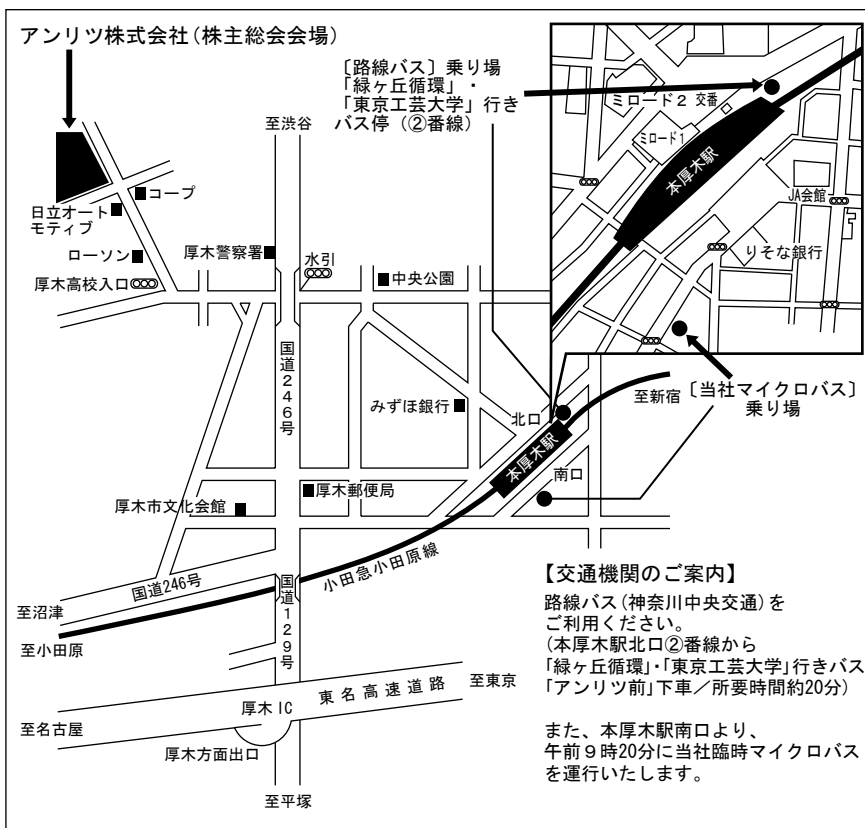 アンリツ株式会社(株主総会会場)
〔路線バス〕乗り場
「緑ヶ丘循環」・
「東京工芸大学」行き
バス停(②番線)
ミロード2 交番
ミロード1
本厚木駅
JA会館
りそな銀行
至渋谷
コープ
日立オート
モティブ
ローソン
厚木警察署
水引
厚木高校入口
中央公園
国道246号
みずほ銀行
北口
至新宿
〔当社マイクロバス〕
乗り場
本厚木駅
南口
厚木郵便局
厚木市文化会館
小田急小田原線
国道246号
国道129号
至沼津
至小田原
東名高速道路
至東京
厚木IC
至名古屋
厚木方面出口
至平塚
【交通機関のご案内】
路線バス(神奈川中央交通)を
ご利用ください。
(本厚木駅北口②番線から
「緑ヶ丘循環」・「東京工芸大学」行きバス
「アンリツ前」下車/所要時間約20分)
また、本厚木駅南口より、
午前9時20分に当社臨時マイクロバス
を運行いたします。